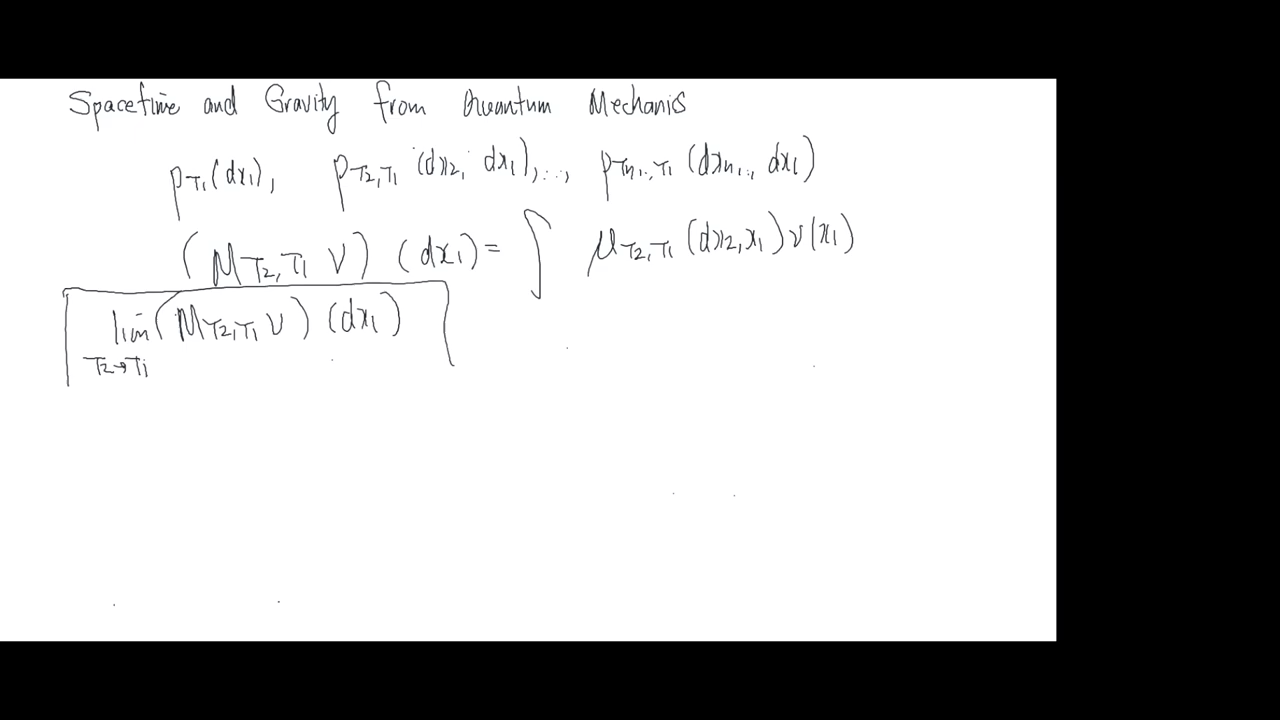 Spacetime and Gravity from Quantum Mechanics
p_{T_1}(dx_1), p_{T_2,T_1}(dx_2, dx_1), ..., p_{T_n...,T_1}(dx_n..., dx_1)
(M_{T_2,T_1} ν)(dx_1) = ∫ μ_{T_2,T_1}(dx_2, x_1) ν(x_1)
lim_{T_2→T_1} (M_{T_2,T_1} ν)(dx_1)